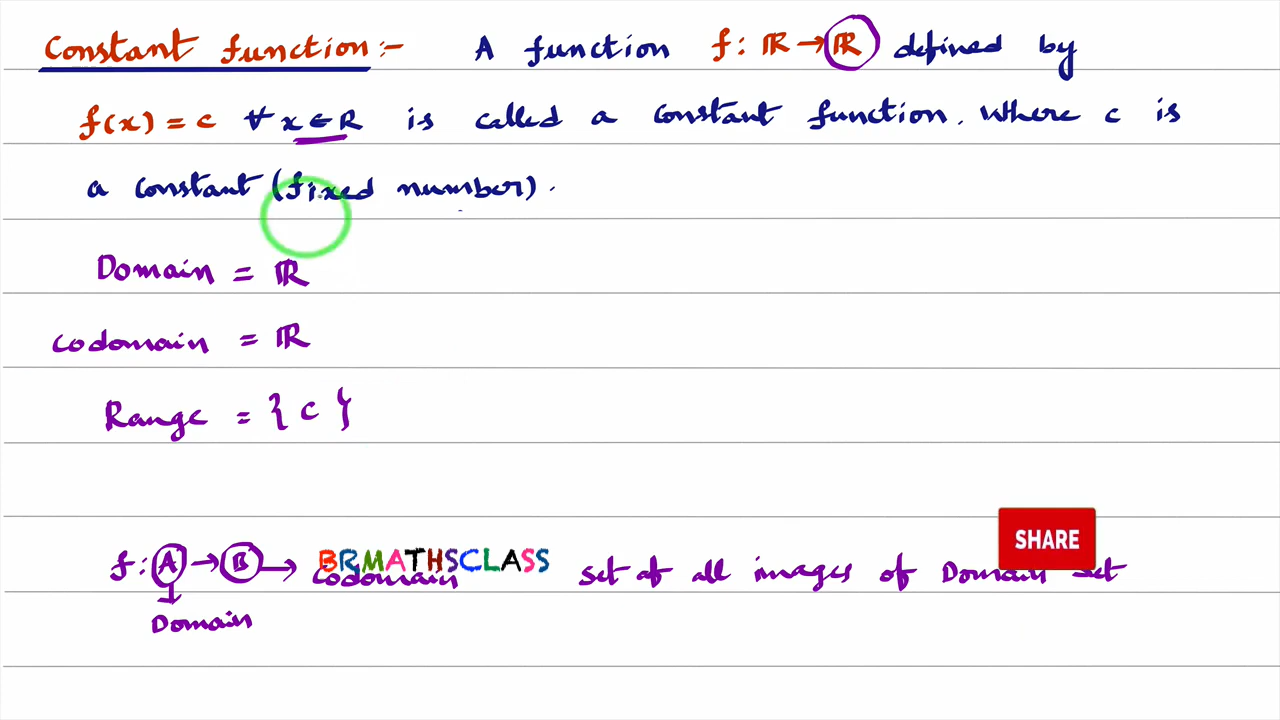 Constant function :- A function f: ℝ → ℝ defined by
f(x) = c ∀ x ∈ R is called a constant function. Where c is
a constant (fixed number).
Domain = ℝ
codomain = ℝ
Range = { c }
SHARE
f: A → B → codomain set of all images of Domain set
BRMATHSCLASS
Domain